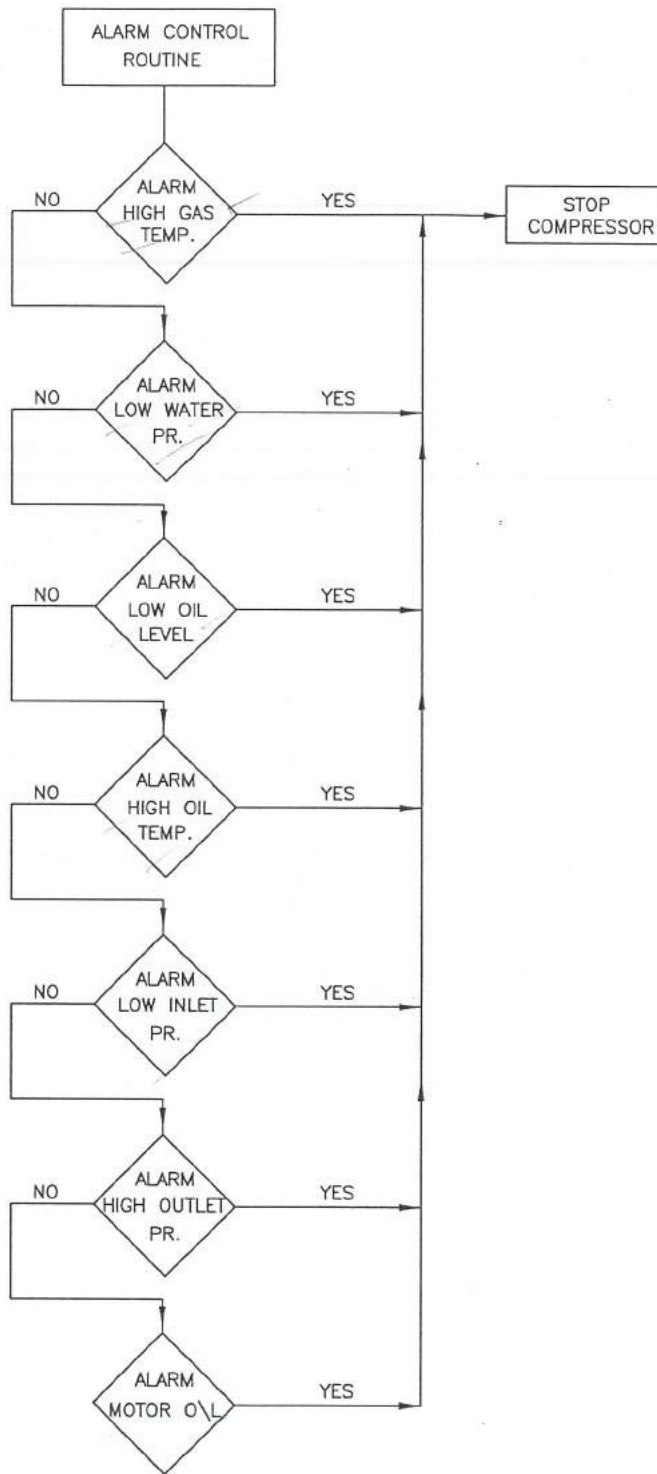 ALARM CONTROL
ROUTINE
ALARM
HIGH GAS
TEMP.
NO
YES
STOP
COMPRESSOR
ALARM
LOW WATER
PR.
NO
YES
ALARM
LOW OIL
LEVEL
NO
YES
ALARM
HIGH OIL
TEMP.
NO
YES
ALARM
LOW INLET
PR.
NO
YES
ALARM
HIGH OUTLET
PR.
NO
YES
ALARM
MOTOR O\L
YES